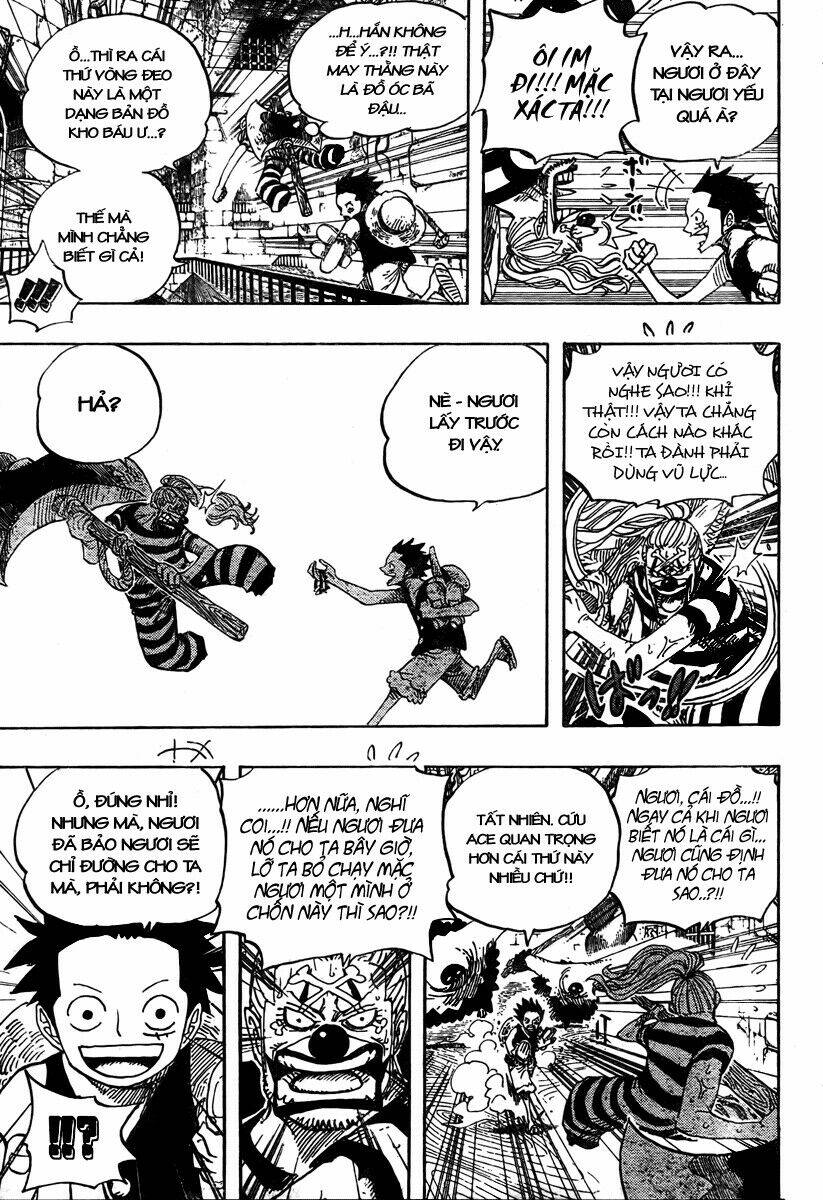 VẬY RA...
NGƯƠI Ở ĐÂY
TẠI NGƯƠI YẾU
QUÁ À?
ÔI IM
ĐI!!! MẶC
XÁC TA!!!
...H...HẮN KHÔNG
ĐỂ Ý...?!! THẬT
MAY THẰNG NÀY
LÀ ĐỒ ÓC BÃ
ĐẬU...
Ồ...THÌ RA CÁI
THỨ VÒNG ĐEO
NÀY LÀ MỘT
DẠNG BẢN ĐỒ
KHO BÁU Ư...?
THẾ MÀ
MÌNH CHẲNG
BIẾT GÌ CẢ!
!!!
VẬY NGƯƠI CÓ
NGHE SAO!!! KHỈ
THẬT!!! VẬY TA CHẲNG
CÒN CÁCH NÀO KHÁC
RỒI!! TA ĐÀNH PHẢI
DÙNG VŨ LỰC...
NÈ - NGƯƠI
LẤY TRƯỚC
ĐI VẬY.
HẢ?
NGƯƠI, CÁI ĐỒ...!!
NGAY CẢ KHI NGƯƠI
BIẾT NÓ LÀ CÁI GÌ...
NGƯƠI CŨNG ĐỊNH
ĐƯA NÓ CHO TA
SAO..?!!
TẤT NHIÊN. CỨU
ACE QUAN TRỌNG
HƠN CÁI THỨ NÀY
NHIỀU CHỨ!!
......HƠN NỮA, NGHĨ
COI...!! NẾU NGƯƠI ĐƯA
NÓ CHO TA BÂY GIỜ,
LỠ TA BỎ CHẠY MẶC
NGƯƠI MỘT MÌNH Ở
CHỐN NÀY THÌ SAO?!!
Ồ, ĐÚNG NHỈ!
NHƯNG MÀ, NGƯƠI
ĐÃ BẢO NGƯƠI SẼ
CHỈ ĐƯỜNG CHO TA
MÀ, PHẢI KHÔNG?!
!!?